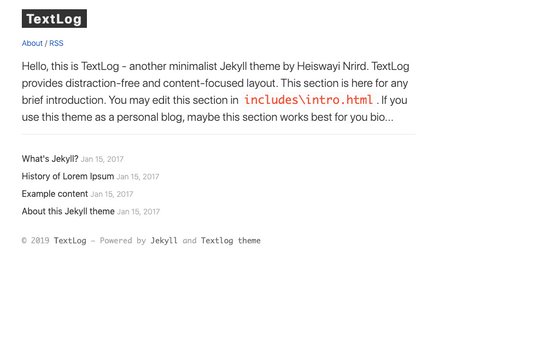 TextLog
About / RSS
Hello, this is TextLog - another minimalist Jekyll theme by Heiswayi Nrird. TextLog
provides distraction-free and content-focused layout. This section is here for any
brief introduction. You may edit this section in includes\intro.html. If you
use this theme as a personal blog, maybe this section works best for you bio...
What's Jekyll? Jan 15, 2017
History of Lorem Ipsum Jan 15, 2017
Example content Jan 15, 2017
About this Jekyll theme Jan 15, 2017
© 2019 TextLog - Powered by Jekyll and Textlog theme